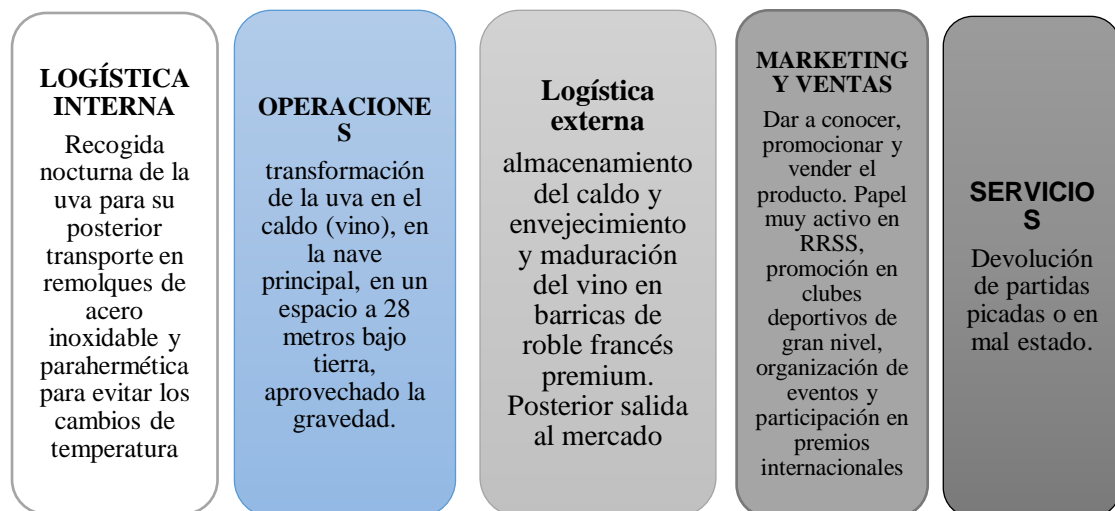 LOGÍSTICA
INTERNA
Recogida
nocturna de la
uva para su
posterior
transporte en
remolques de
acero
inoxidable y
parahermética
para evitar los
cambios de
temperatura
OPERACIONE
S
transformación
de la uva en el
caldo (vino), en
la nave
principal, en un
espacio a 28
metros bajo
tierra,
aprovechado la
gravedad.
Logística
externa
almacenamiento
del caldo y
envejecimiento
y maduración
del vino en
barricas de
roble francés
premium.
Posterior salida
al mercado
MARKETING
Y VENTAS
Dar a conocer,
promocionar y
vender el
producto. Papel
muy activo en
RRSS,
promoción en
clubes
deportivos de
gran nivel,
organización de
eventos y
participación en
premios
internacionales
SERVICIO
S
Devolución
de partidas
picadas o en
mal estado.